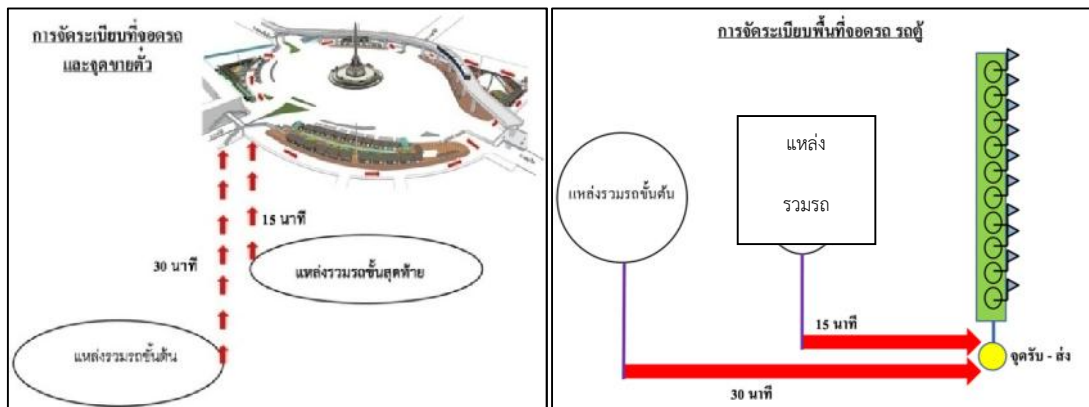 การจัดระเบียบที่จอดรถ
และจุดขายตั๋ว
15 นาที
30 นาที
แหล่งรวมรถขั้นสุดท้าย
แหล่งรวมรถขั้นต้น
การจัดระเบียบพื้นที่จอดรถ รถตู้
แหล่ง
รวมรถ
แหล่งรวมรถขั้นต้น
15 นาที
จุดรับ - ส่ง
30 นาที